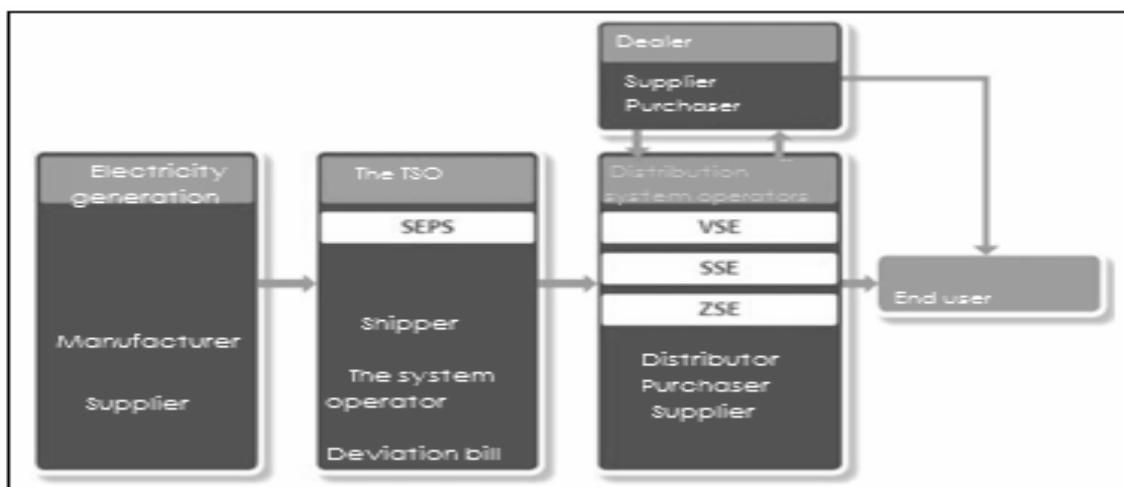 Dealer
Supplier
Purchaser
Electricity
generation
Manufacturer
Supplier
The TSO
SEPS
Shipper
The system
operator
Deviation bill
Distribution
system operators
VSE
SSE
ZSE
Distributor
Purchaser
Supplier
End user